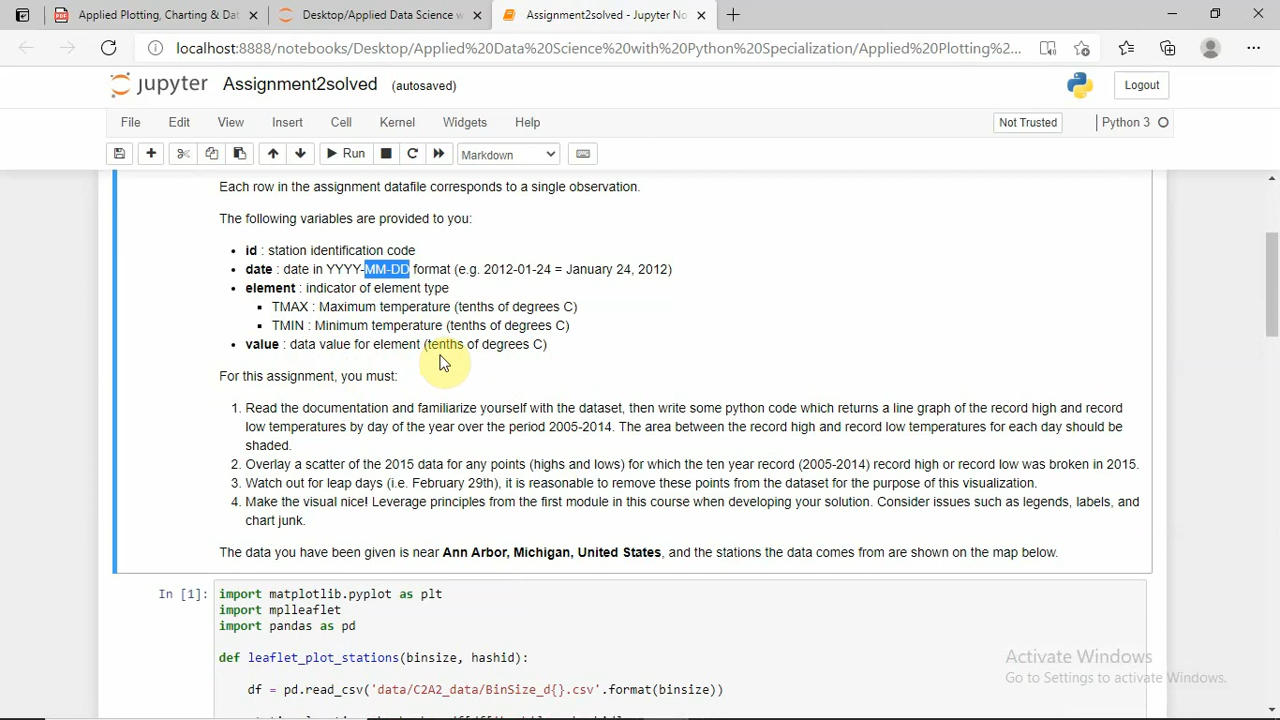 Applied Plotting, Charting & Dat
Desktop/Applied Data Science w
Assignment2solved - Jupyter No
localhost:8888/notebooks/Desktop/Applied%20Data%20Science%20with%20Python%20Specialization/Applied%20Plotting%2...
jupyter Assignment2solved (autosaved)
Logout
File Edit View Insert Cell Kernel Widgets Help
Not Trusted
Python 3
Run
Markdown
Each row in the assignment datafile corresponds to a single observation.
The following variables are provided to you:
• id : station identification code
• date : date in YYYY-MM-DD format (e.g. 2012-01-24 = January 24, 2012)
• element : indicator of element type
▪ TMAX : Maximum temperature (tenths of degrees C)
▪ TMIN : Minimum temperature (tenths of degrees C)
• value : data value for element (tenths of degrees C)
For this assignment, you must:
1. Read the documentation and familiarize yourself with the dataset, then write some python code which returns a line graph of the record high and record
low temperatures by day of the year over the period 2005-2014. The area between the record high and record low temperatures for each day should be
shaded.
2. Overlay a scatter of the 2015 data for any points (highs and lows) for which the ten year record (2005-2014) record high or record low was broken in 2015.
3. Watch out for leap days (i.e. February 29th), it is reasonable to remove these points from the dataset for the purpose of this visualization.
4. Make the visual nice! Leverage principles from the first module in this course when developing your solution. Consider issues such as legends, labels, and
chart junk.
The data you have been given is near Ann Arbor, Michigan, United States, and the stations the data comes from are shown on the map below.
In [1]:
import matplotlib.pyplot as plt
import mplleaflet
import pandas as pd
def leaflet_plot_stations(binsize, hashid):
df = pd.read_csv('data/C2A2_data/BinSize_d{}.csv'.format(binsize))
Activate Windows
Go to Settings to activate Windows.